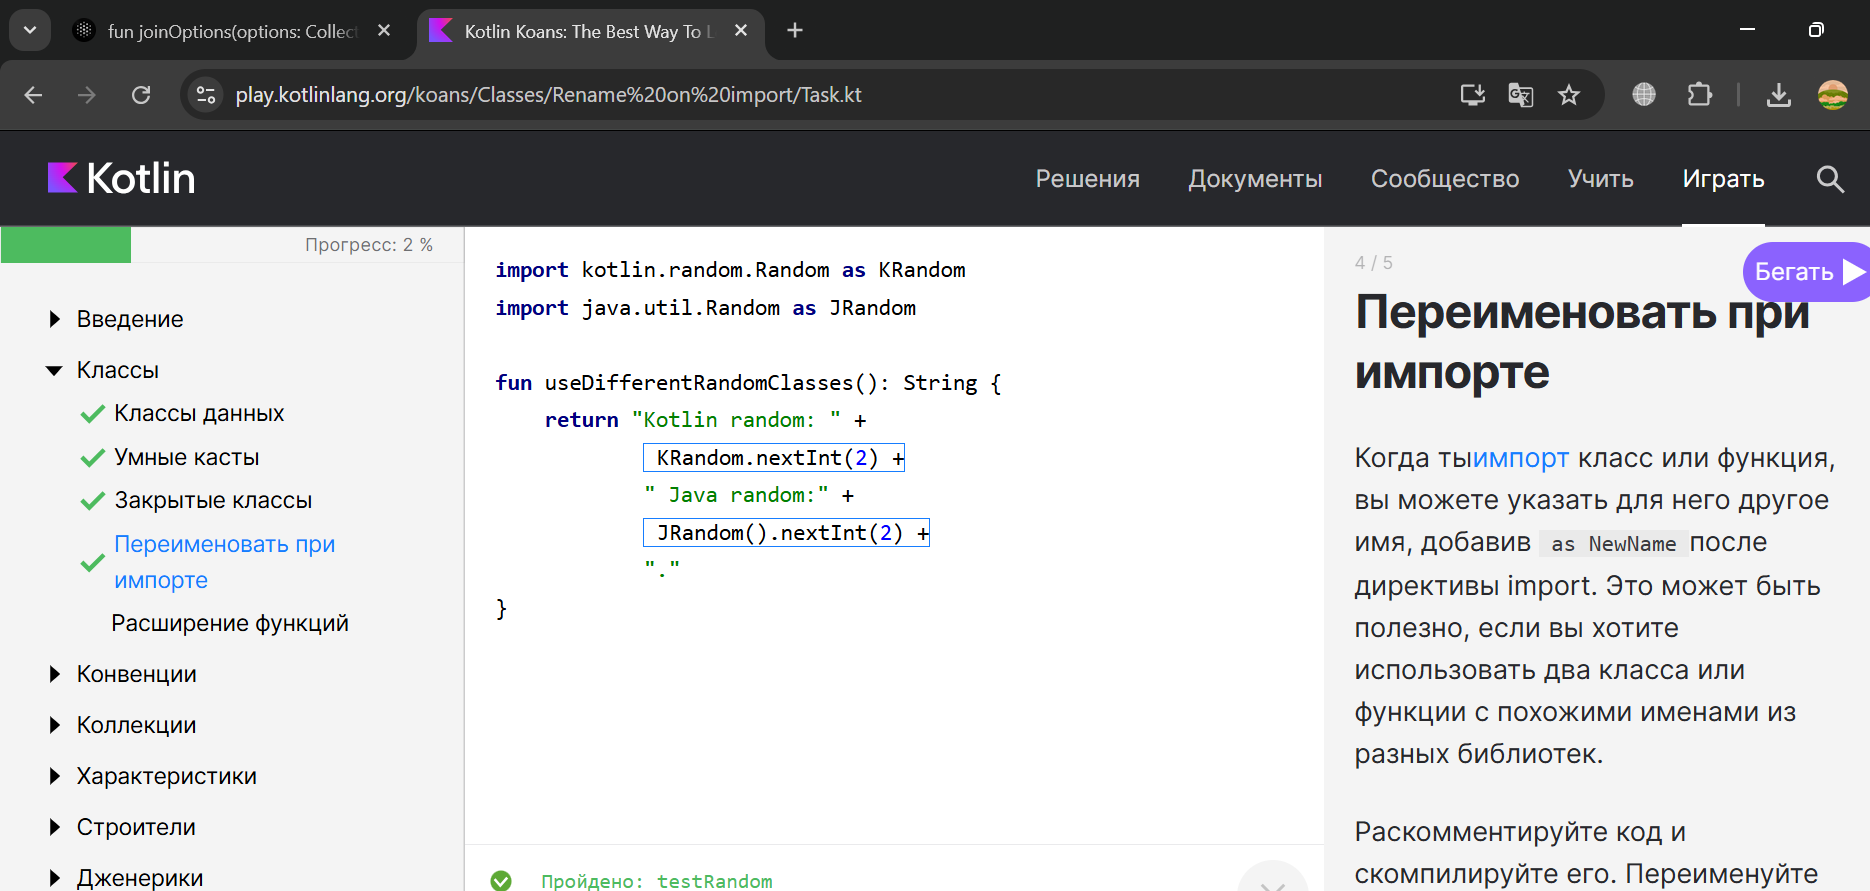 fun joinOptions(options: Collect
Kotlin Koans: The Best Way To L
play.kotlinlang.org/koans/Classes/Rename%20on%20import/Task.kt
Kotlin
Решения
Документы
Сообщество
Учить
Играть
Прогресс: 2 %
Введение
Классы
Классы данных
Умные касты
Закрытые классы
Переименовать при
импорте
Расширение функций
Конвенции
Коллекции
Характеристики
Строители
Дженерики
import kotlin.random.Random as KRandom
import java.util.Random as JRandom
fun useDifferentRandomClasses(): String {
return "Kotlin random: " +
KRandom.nextInt(2) +
" Java random:" +
JRandom().nextInt(2) +
"."
}
Пройдено: testRandom
4 / 5
Бегать
Переименовать при
импорте
Когда тыимпорт класс или функция,
вы можете указать для него другое
имя, добавив as NewName после
директивы import. Это может быть
полезно, если вы хотите
использовать два класса или
функции с похожими именами из
разных библиотек.
Раскомментируйте код и
скомпилируйте его. Переименуйте